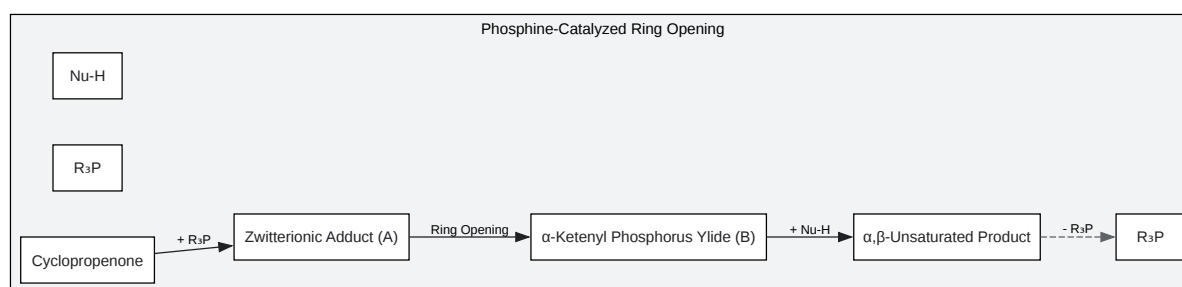 Phosphine-Catalyzed Ring Opening
Nu-H
R₃P
Cyclopropenone
+ R₃P
Zwitterionic Adduct (A)
Ring Opening
α-Ketenyl Phosphorus Ylide (B)
+ Nu-H
α,β-Unsaturated Product
- R₃P
R₃P